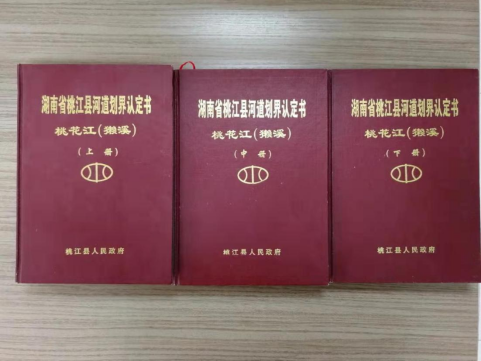 湖南省桃江县河道划界认定书
桃花江(獭溪)
(上册)
桃江县人民政府
湖南省桃江县河道划界认定书
桃花江(獭溪)
(中册)
桃江县人民政府
湖南省桃江县河道划界认定书
桃花江(獭溪)
(下册)
桃江县人民政府